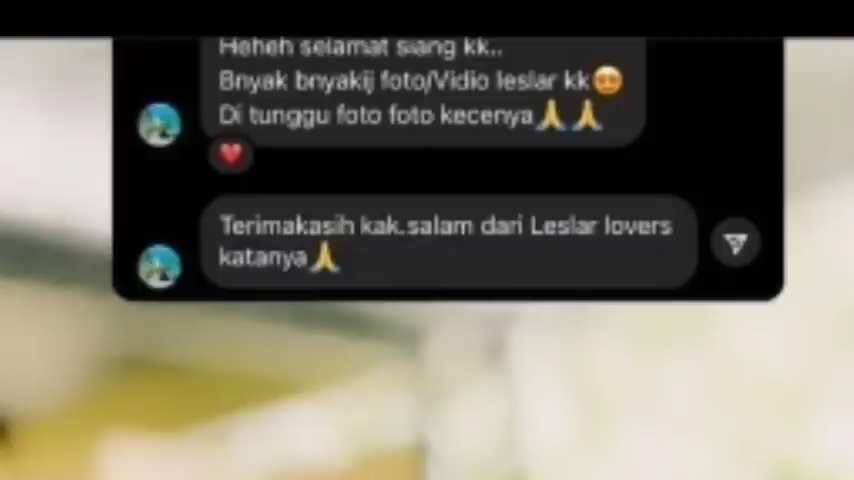 Heheh selamat siang kk..
Bnyak bnyakij foto/Vidio leslar kk😍
Di tunggu foto foto kecenya🙏🙏
Terimakasih kak.salam dari Leslar lovers
katanya🙏